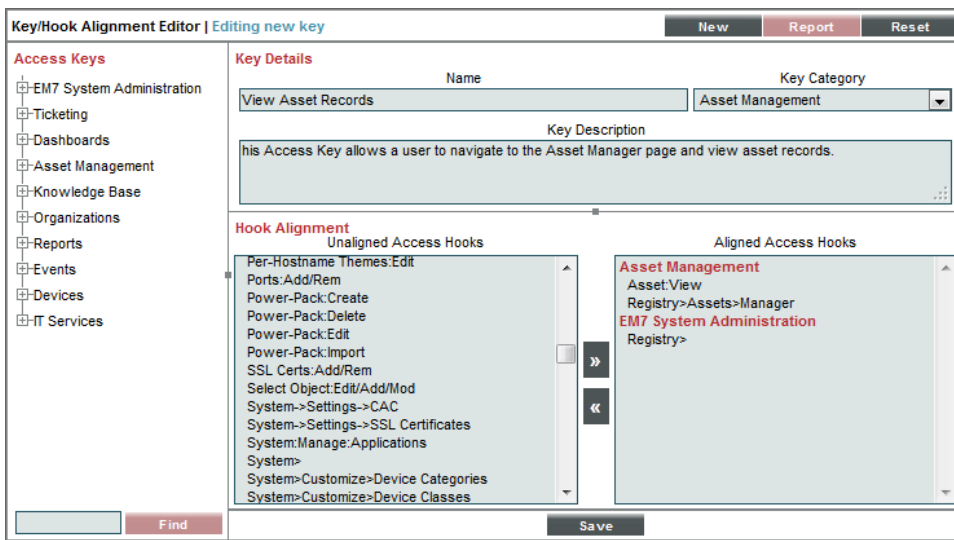 Key/Hook Alignment Editor | Editing new key
New
Report
Reset
Access Keys
EM7 System Administration
Ticketing
Dashboards
Asset Management
Knowledge Base
Organizations
Reports
Events
Devices
IT Services
Find
Key Details
Name
Key Category
View Asset Records
Asset Management
Key Description
his Access Key allows a user to navigate to the Asset Manager page and view asset records.
Hook Alignment
Unaligned Access Hooks
Per-Hostname Themes:Edit
Ports:Add/Rem
Power-Pack:Create
Power-Pack:Delete
Power-Pack:Edit
Power-Pack:Import
SSL Certs:Add/Rem
Select Object:Edit/Add/Mod
System->Settings->CAC
System->Settings->SSL Certificates
System:Manage:Applications
System>
System>Customize>Device Categories
System>Customize>Device Classes
»
«
Aligned Access Hooks
Asset Management
Asset:View
Registry>Assets>Manager
EM7 System Administration
Registry>
Save